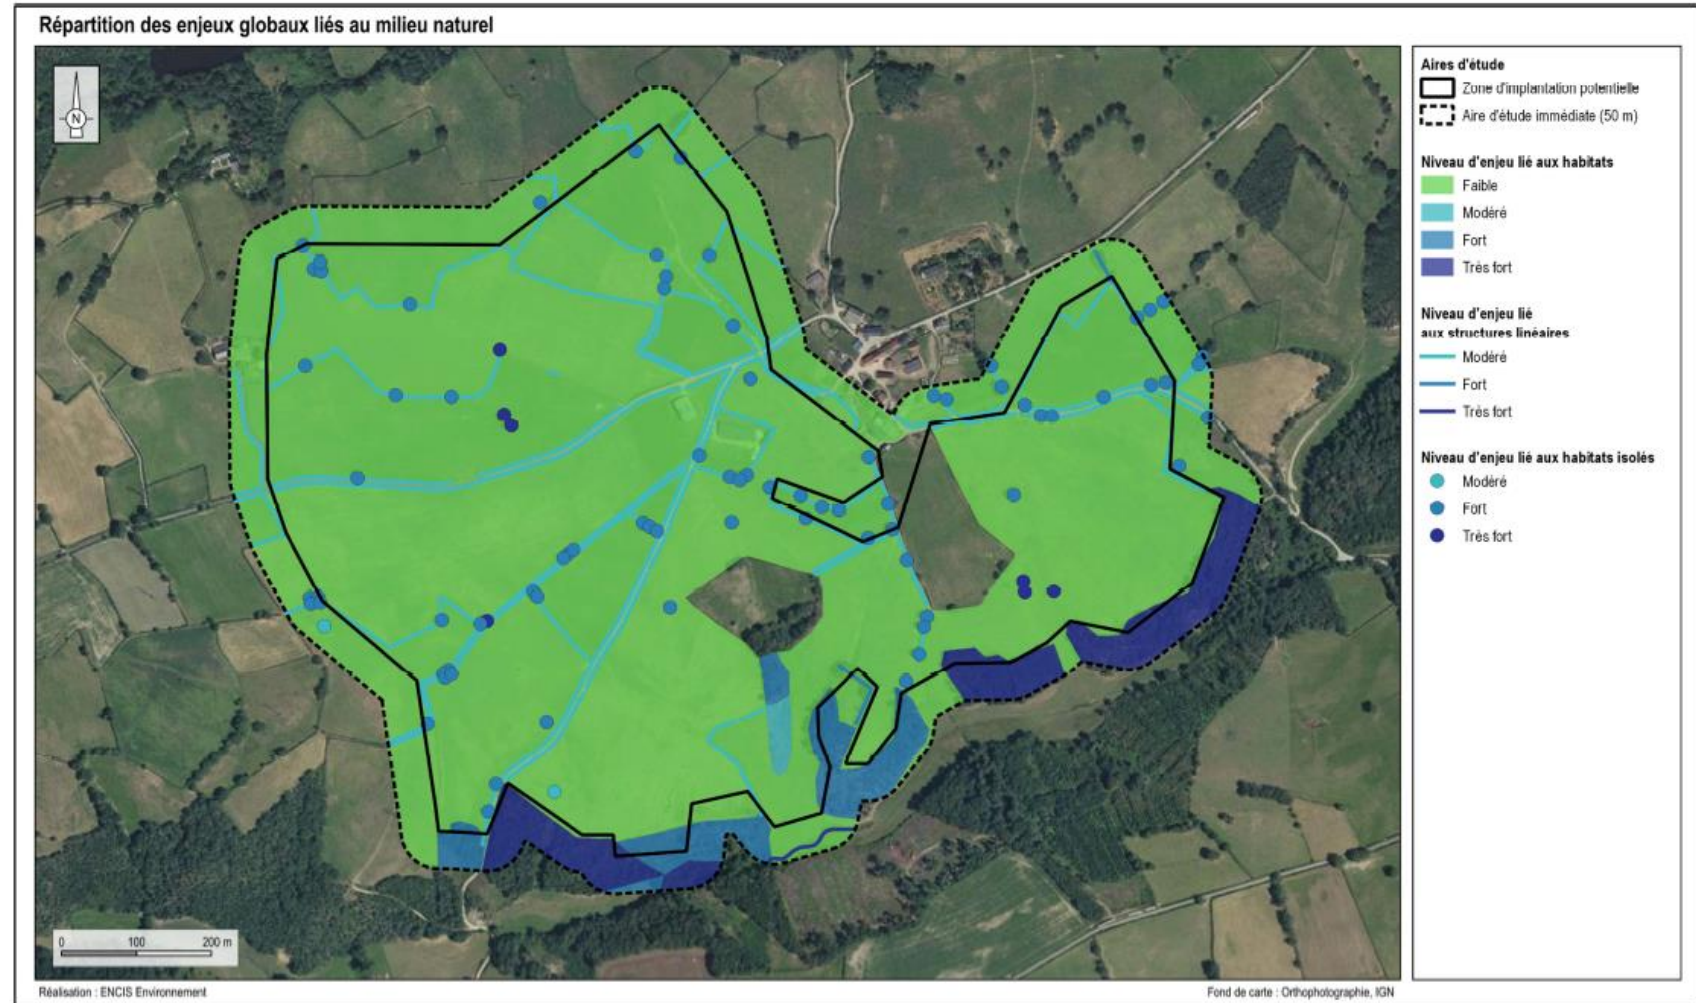 Répartition des enjeux globaux liés au milieu naturel
N
0 100 200 m
Aires d'étude
Zone d'implantation potentielle
Aire d'étude immédiate (50 m)
Niveau d'enjeu lié aux habitats
Faible
Modéré
Fort
Très fort
Niveau d'enjeu lié
aux structures linéaires
Modéré
Fort
Très fort
Niveau d'enjeu lié aux habitats isolés
Modéré
Fort
Très fort
Réalisation : ENCIS Environnement
Fond de carte : Orthophotographie, IGN